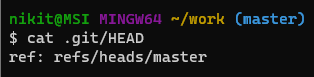 nikit@MSI MINGW64 ~/work (master)
$ cat .git/HEAD
ref: refs/heads/master